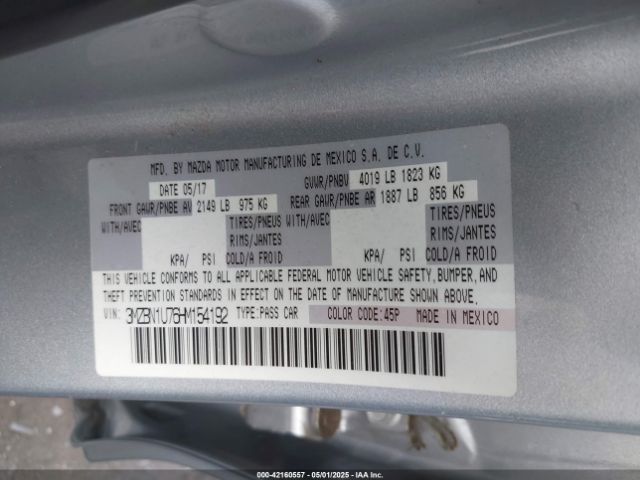 MFD. BY MAZDA MOTOR MANUFACTURING DE MEXICO S.A. DE C.V.
DATE 05/17 GVWR/PNBV 4019 LB 1823 KG
FRONT GAWR/PNBE AV 2149 LB 975 KG REAR GAWR/PNBE AR 1887 LB 856 KG
WITH/AVEC TIRES/PNEUS WITH/AVEC TIRES/PNEUS
RIMS/JANTES RIMS/JANTES
KPA/ PSI COLD/A FROID KPA/ PSI COLD/A FROID
THIS VEHICLE CONFORMS TO ALL APPLICABLE FEDERAL MOTOR VEHICLE SAFETY, BUMPER, AND
THEFT PREVENTION STANDARDS IN EFFECT ON THE DATE OF MANUFACTURE SHOWN ABOVE.
VIN: 3MZBN1U76HM154192 TYPE:PASS CAR COLOR CODE:45P MADE IN MEXICO
000-42160557 - 05/01/2025 - IAAI Inc.